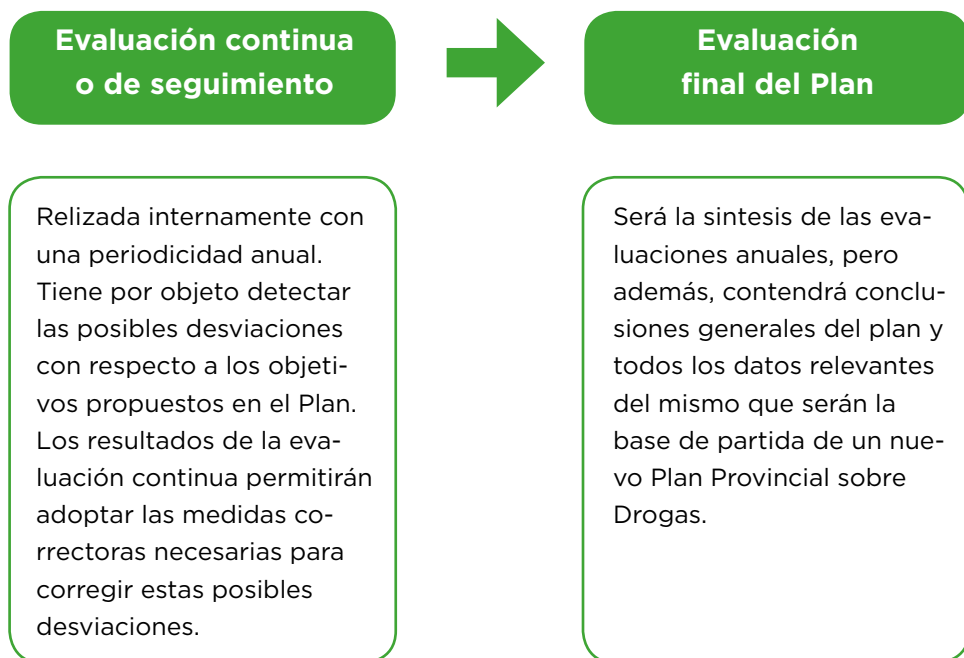 Evaluación continua
o de seguimiento
Evaluación
final del Plan
Relizada internamente con
una periodicidad anual.
Tiene por objeto detectar
las posibles desviaciones
con respecto a los objeti-
vos propuestos en el Plan.
Los resultados de la eva-
luación continua permitirán
adoptar las medidas co-
rrectoras necesarias para
corregir estas posibles
desviaciones.
Será la sintesis de las eva-
luaciones anuales, pero
además, contendrá conclu-
siones generales del plan y
todos los datos relevantes
del mismo que serán la
base de partida de un nue-
vo Plan Provincial sobre
Drogas.